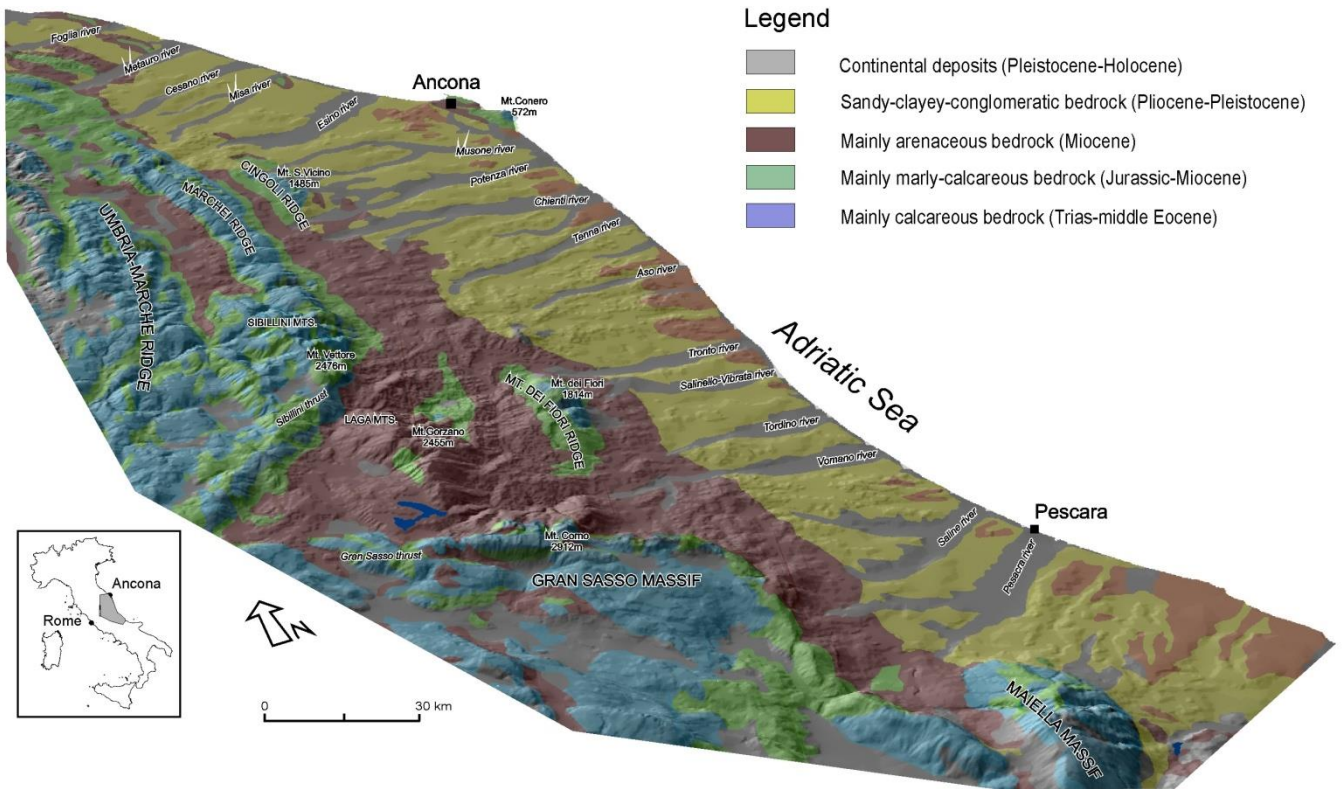 Legend
Continental deposits (Pleistocene-Holocene)
Sandy-clayey-conglomeratic bedrock (Pliocene-Pleistocene)
Mainly arenaceous bedrock (Miocene)
Mainly marly-calcareous bedrock (Jurassic-Miocene)
Mainly calcareous bedrock (Trias-middle Eocene)
Foglia river
Metauro river
Cesano river
Misa river
Esino river
Ancona
Mt.Conero
572m
Musone river
Potenza river
Chienti river
Tenna river
Aso river
Tronto river
Salinello-Vibrata river
Tordino river
Vomano river
Saline river
Pescara
Pesacra river
Adriatic Sea
CINGOLI RIDGE
Mt. S.Vicino
1485m
MARCHEI RIDGE
UMBRIA-MARCHE RIDGE
SIBILLINI MTS.
Mt. Vettore
2476m
Sibillini thrust
LAGA MTS.
Mt.Gorzano
2455m
MT. DEI FIORI RIDGE
Mt. dei Fiori
1814m
Mt. Corno
2912m
Gran Sasso thrust
GRAN SASSO MASSIF
MAIELLA MASSIF
N
0
30 km
Ancona
Rome